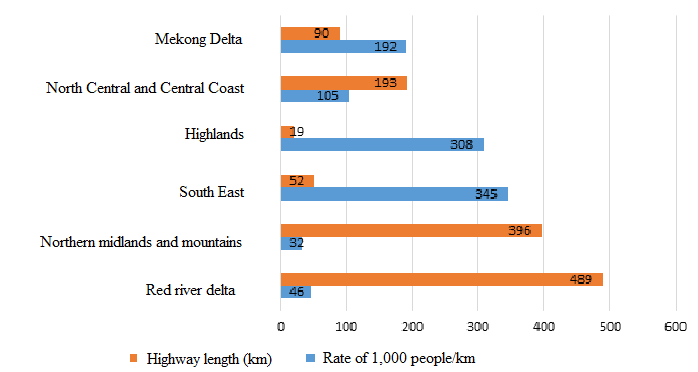 Mekong Delta
90
192
North Central and Central Coast
193
105
Highlands
19
308
South East
52
345
Northern midlands and mountains
396
32
Red river delta
489
46
0 100 200 300 400 500 600
Highway length (km) Rate of 1,000 people/km